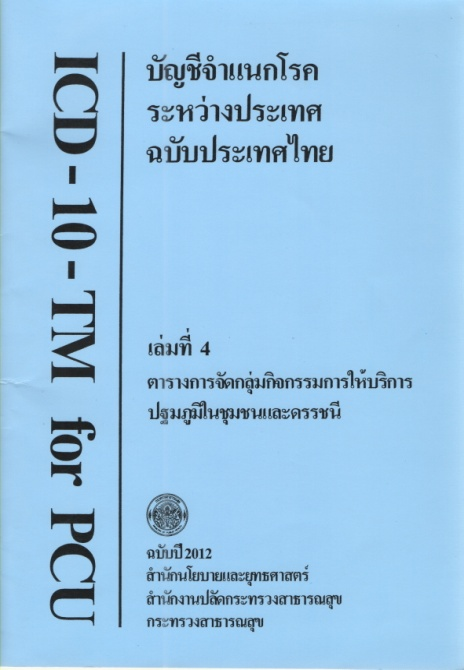 ICD-10-TM for PCU
บัญชีจำแนกโรค
ระหว่างประเทศ
ฉบับประเทศไทย
เล่มที่ 4
ตารางการจัดกลุ่มกิจกรรมการให้บริการ
ปฐมภูมิในชุมชนและดรรชนี
ฉบับปี 2012
สำนักนโยบายและยุทธศาสตร์
สำนักงานปลัดกระทรวงสาธารณสุข
กระทรวงสาธารณสุข